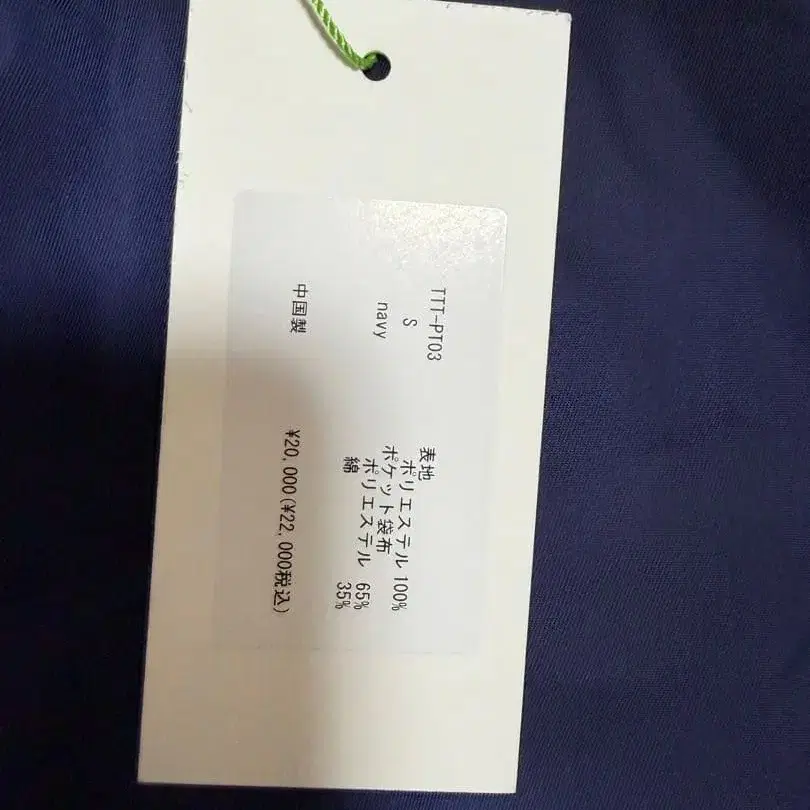 TTT-PT03
S
navy
中国製
表地
ポリエステル 100%
ポケット袋布
ポリエステル 65%
綿 35%
¥20,000(¥22,000税込)